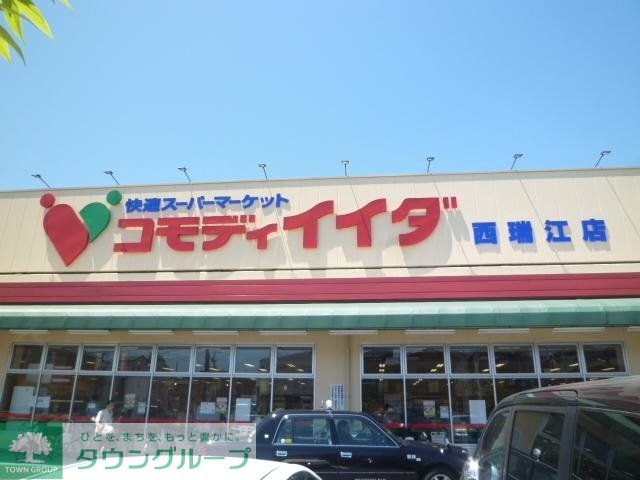 快適スーパーマーケット
コモディイイダ
西瑞江店
ひとを、まちを、もっと豊かに。
タウングループ
TOWN GROUP